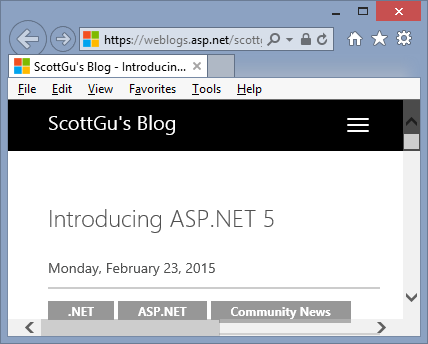 https://weblogs.asp.net/scottg
ScottGu's Blog - Introducin...
File Edit View Favorites Tools Help
ScottGu's Blog
Introducing ASP.NET 5
Monday, February 23, 2015
.NET ASP.NET Community News